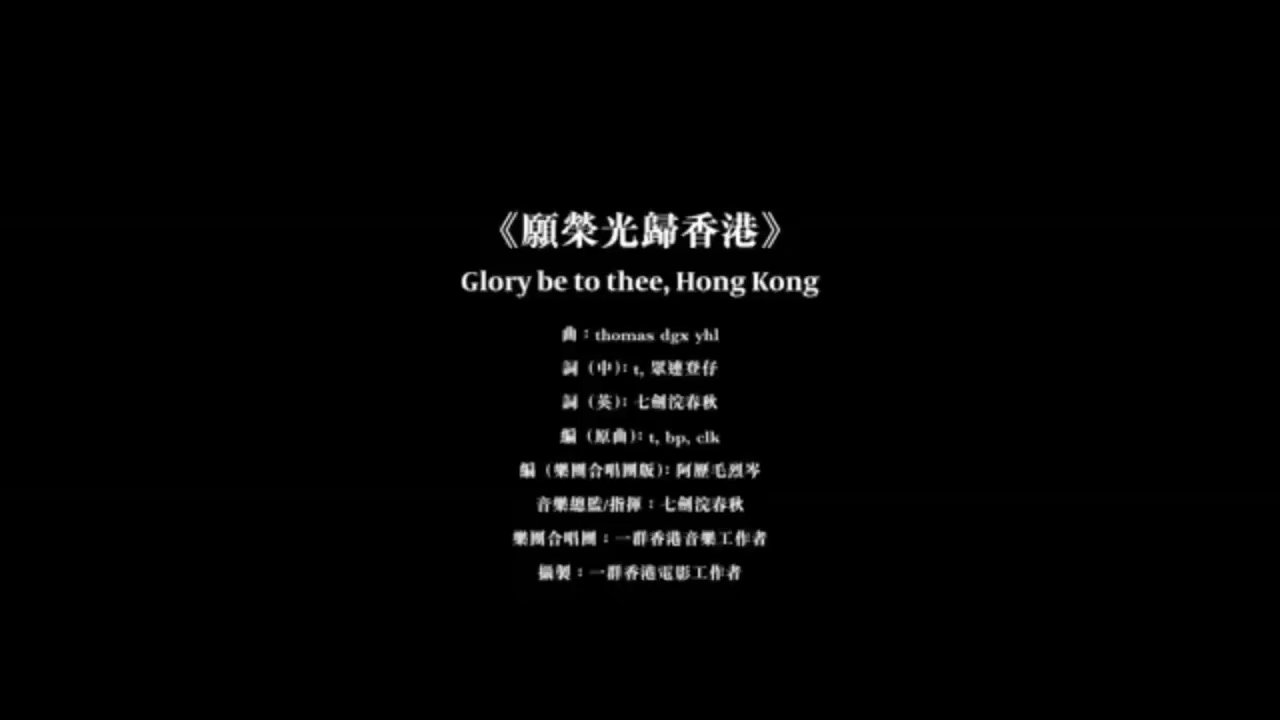 《願榮光歸香港》
Glory be to thee, Hong Kong
曲：thomas dgx yhl
詞（中）：t, 眾連登仔
詞（英）：七劍浣春秋
編（原曲）：t, bp, clk
編（樂團合唱團版）：阿歷毛烈岑
音樂總監/指揮：七劍浣春秋
樂團合唱團：一群香港音樂工作者
攝製：一群香港電影工作者